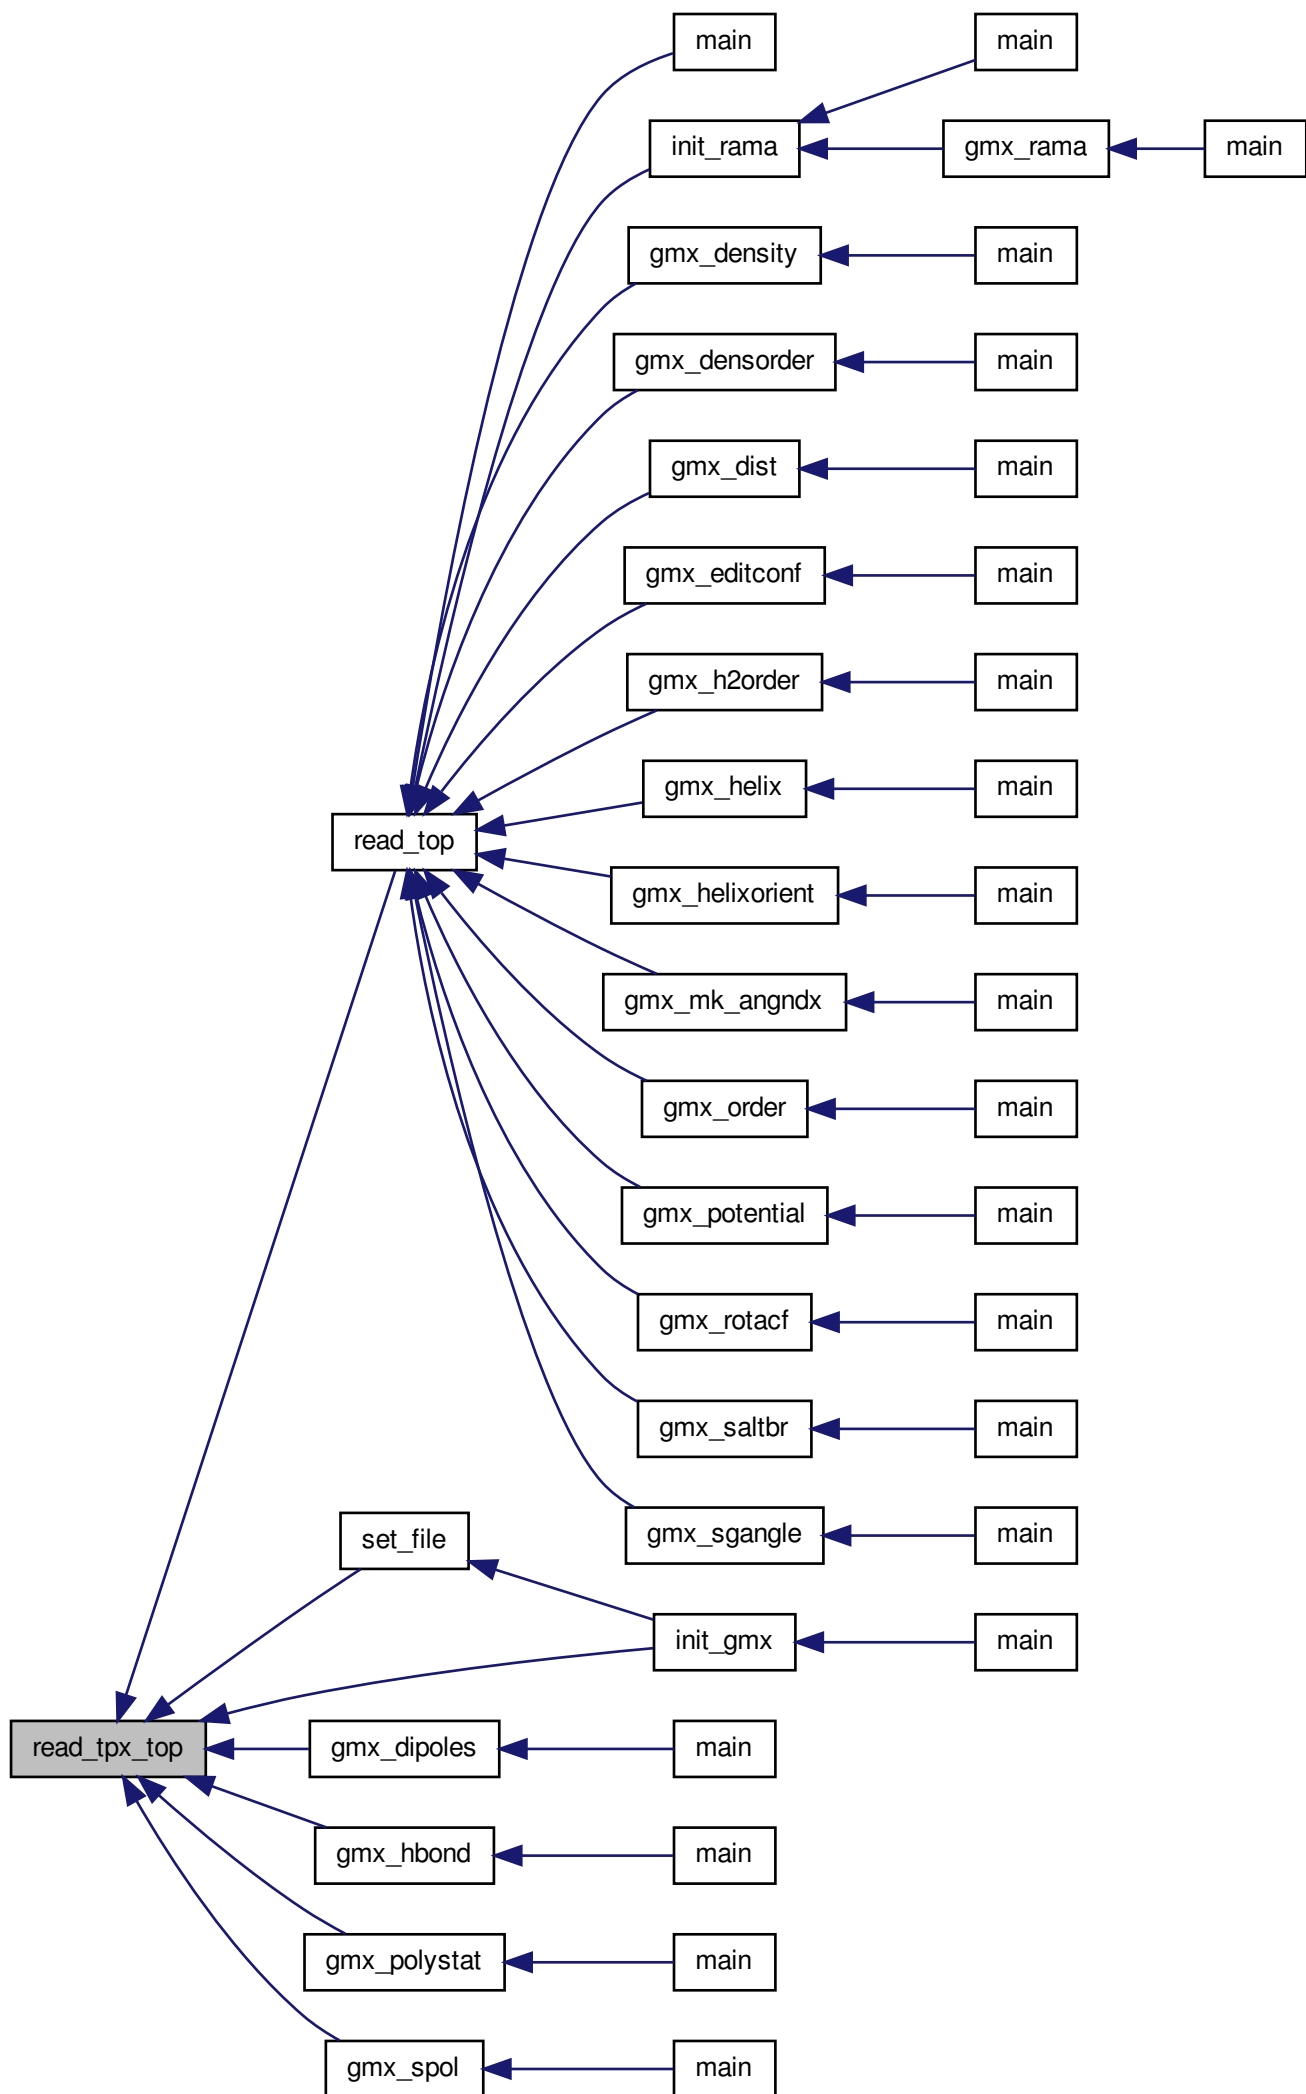 main
main
init_rama
gmx_rama
main
gmx_density
main
gmx_densorder
main
gmx_dist
main
gmx_editconf
main
gmx_h2order
main
gmx_helix
main
read_top
gmx_helixorient
main
gmx_mk_angndx
main
gmx_order
main
gmx_potential
main
gmx_rotacf
main
gmx_saltbr
main
gmx_sgangle
main
set_file
init_gmx
main
read_tpx_top
gmx_dipoles
main
gmx_hbond
main
gmx_polystat
main
gmx_spol
main